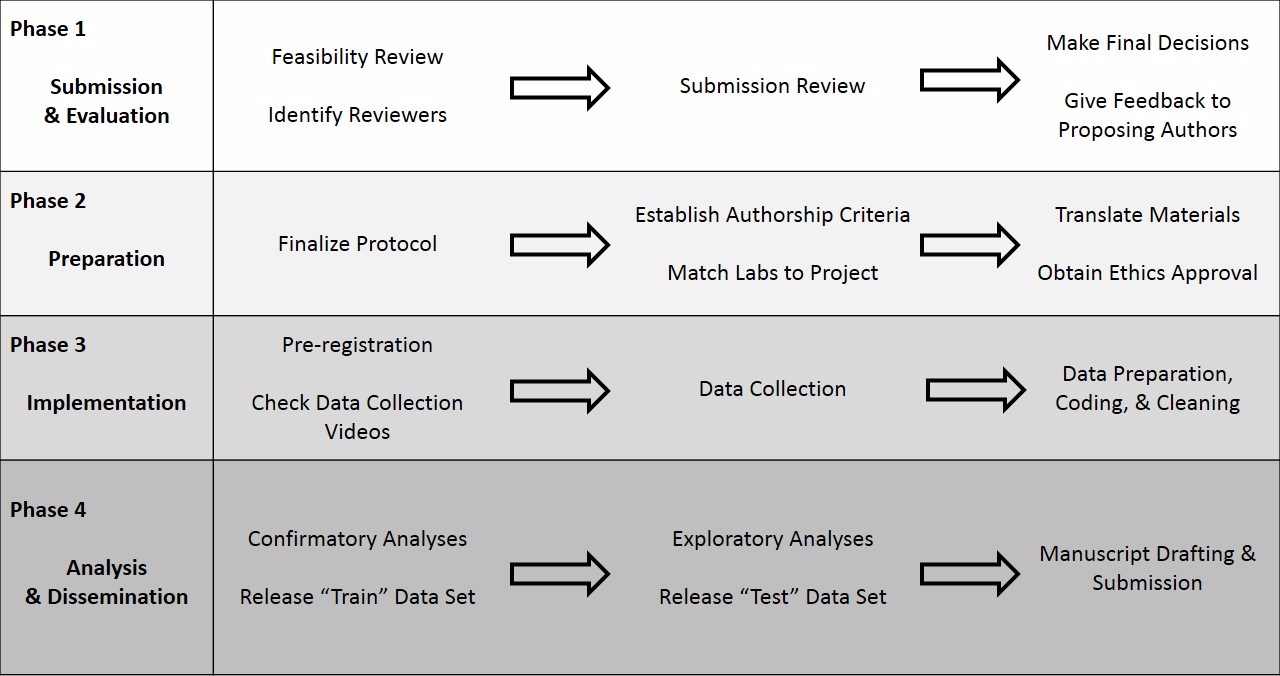 Phase 1
Submission
& Evaluation
Feasibility Review
Identify Reviewers
Submission Review
Make Final Decisions
Give Feedback to
Proposing Authors
Phase 2
Preparation
Finalize Protocol
Establish Authorship Criteria
Match Labs to Project
Translate Materials
Obtain Ethics Approval
Phase 3
Implementation
Pre-registration
Check Data Collection
Videos
Data Collection
Data Preparation,
Coding, & Cleaning
Phase 4
Analysis
& Dissemination
Confirmatory Analyses
Release “Train” Data Set
Exploratory Analyses
Release “Test” Data Set
Manuscript Drafting &
Submission